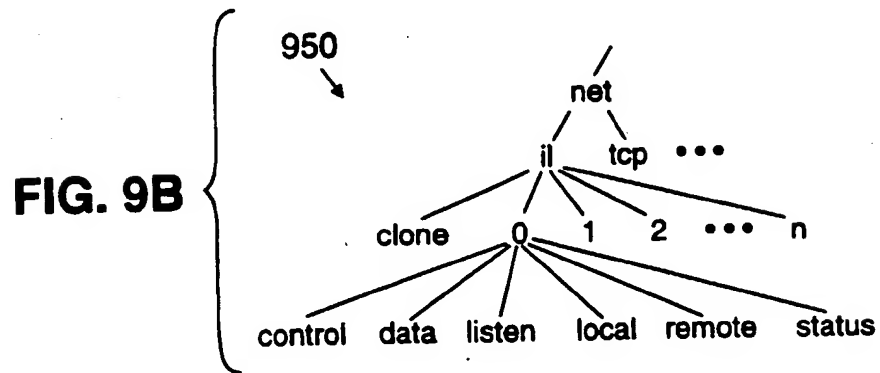 950
net
il tcp •••
FIG. 9B
clone 0 1 2 ••• n
control data listen local remote status